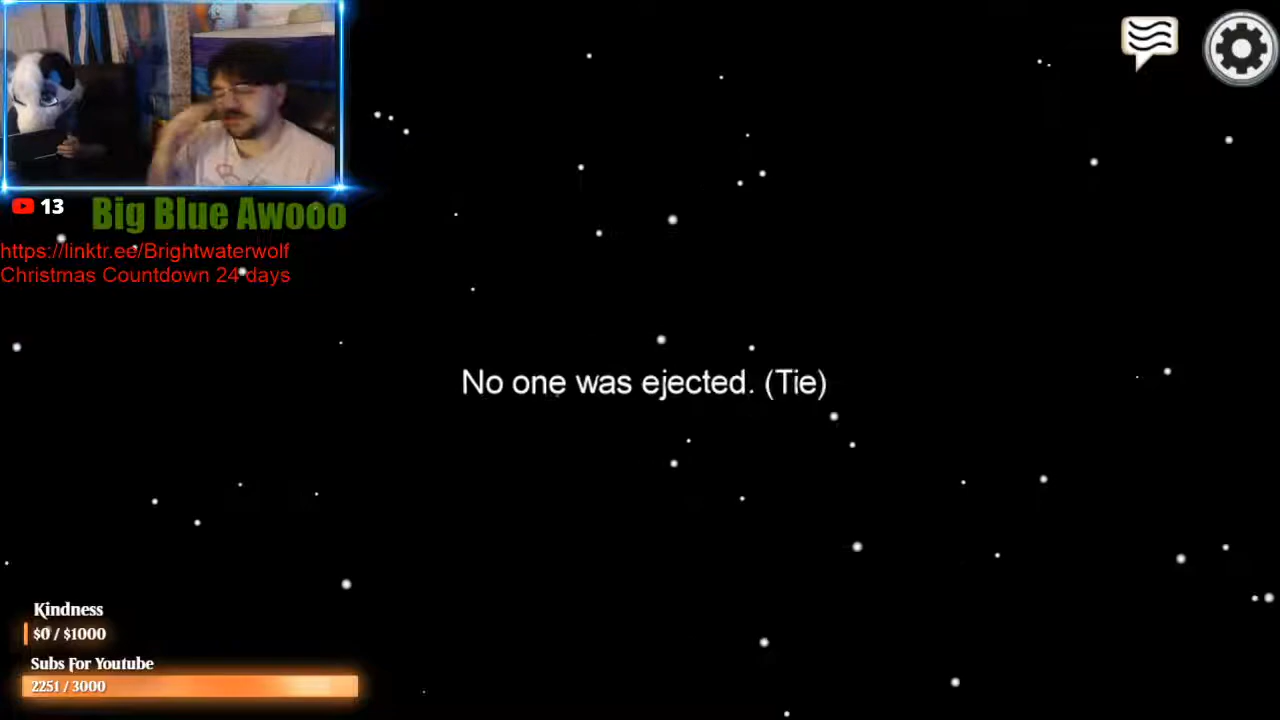 13
Big Blue Awooo
https://linktr.ee/Brightwaterwolf
Christmas Countdown 24 days
No one was ejected. (Tie)
Kindness
$0 / $1000
Subs For Youtube
2251 / 3000